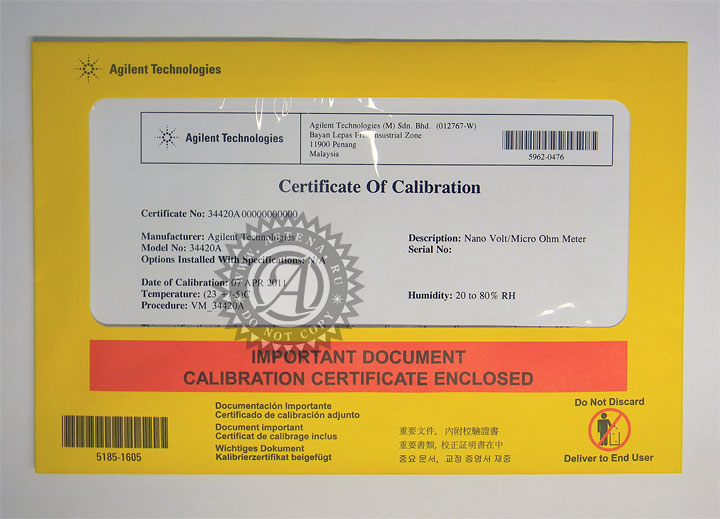 Agilent Technologies
Agilent Technologies
Agilent Technologies (M) Sdn. Bhd. (012767-W)
Bayan Lepas Free Insustrial Zone
11900 Penang
Malaysia
5962-0476
Certificate Of Calibration
Certificate No: 34420A00000000000
Manufacturer: Agilent Technologies
Description: Nano Volt/Micro Ohm Meter
Model No: 34420A
Serial No:
Options Installed With Specifications: N/A
Date of Calibration: 07 APR 2011
Temperature: (23 +- 5)C
Humidity: 20 to 80% RH
Procedure: VM_34420A
DO NOT COPY
IMPORTANT DOCUMENT
CALIBRATION CERTIFICATE ENCLOSED
Documentación Importante
Certificado de calibración adjunto
Document important
Certificat de calibrage inclus
Wichtiges Dokument
Kalibrierzertifikat beigefügt
重要文件, 內附校驗證書
重要書類, 校正証明書在中
중요 문서, 교정 증명서 재중
Do Not Discard
Deliver to End User
5185-1605